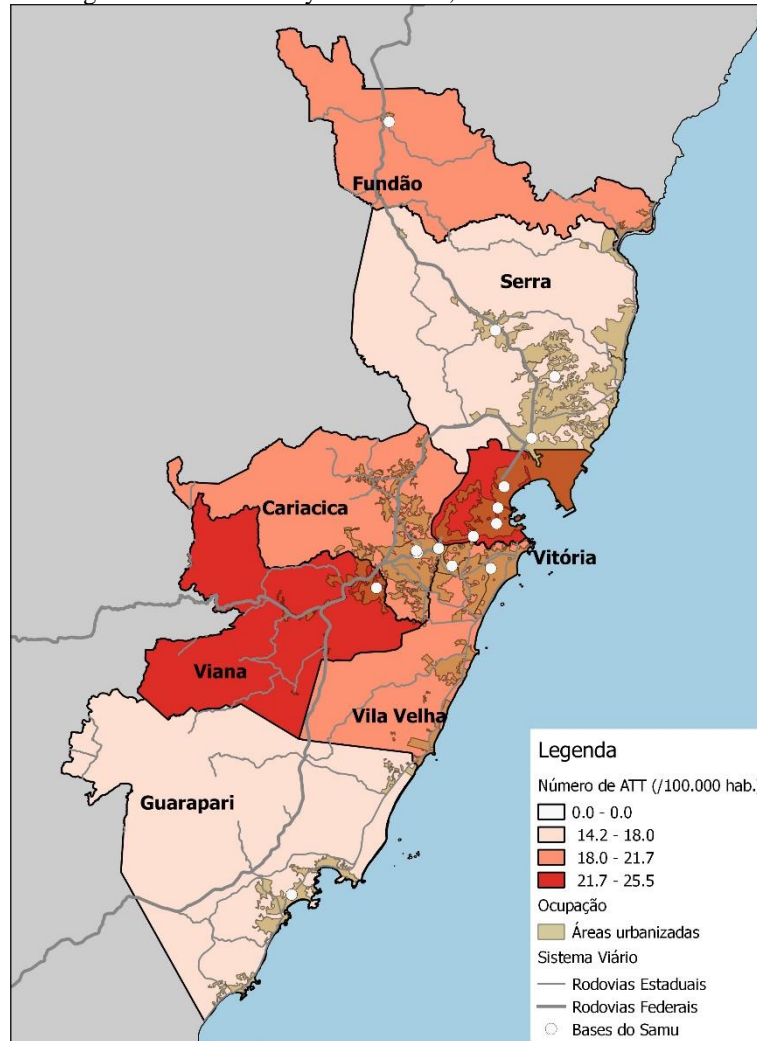 Fundão
Serra
Cariacica
Vitória
Viana
Vila Velha
Guarapari
Legenda
Número de ATT (/100.000 hab.)
0.0 - 0.0
14.2 - 18.0
18.0 - 21.7
21.7 - 25.5
Ocupação
Áreas urbanizadas
Sistema Viário
Rodovias Estaduais
Rodovias Federais
Bases do Samu